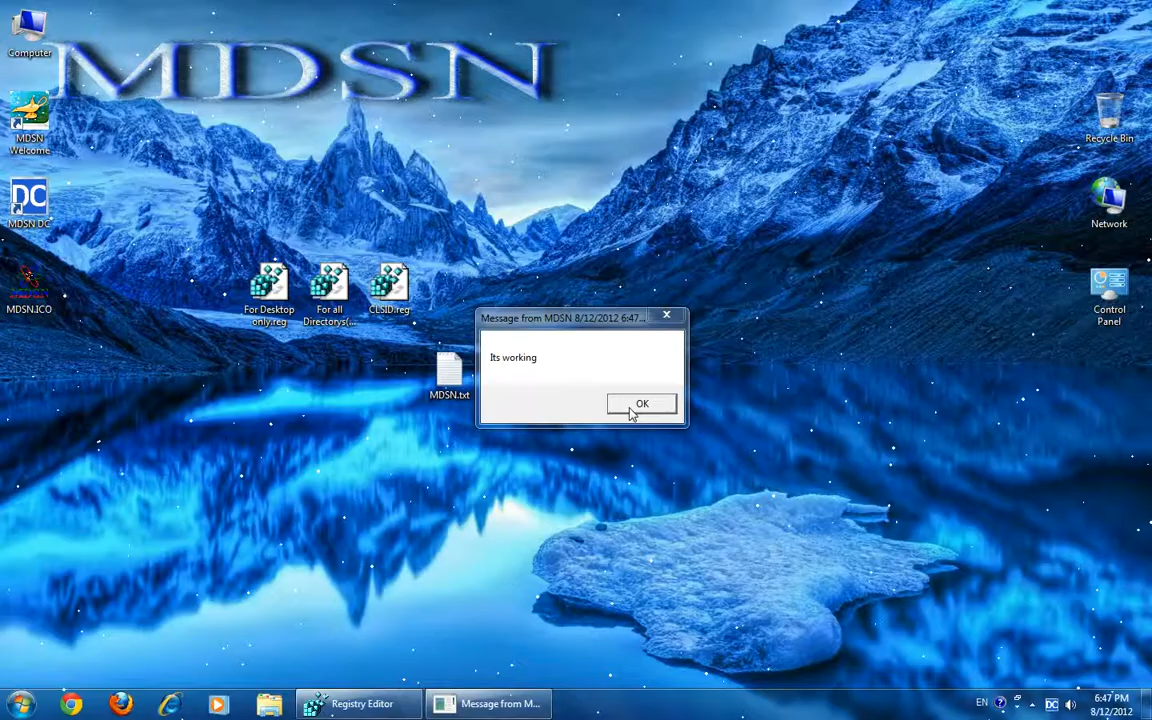 MDSN
Computer
MDSN
Welcome
DC
MDSN DC
MDSN.ICO
For Desktop
only.reg
For all
Directorys(...
CLSID.reg
MDSN.txt
Message from MDSN 8/12/2012 6:47...
Its working
OK
Recycle Bin
Network
Control
Panel
Registry Editor
Message from M...
EN
DC
6:47 PM
8/12/2012